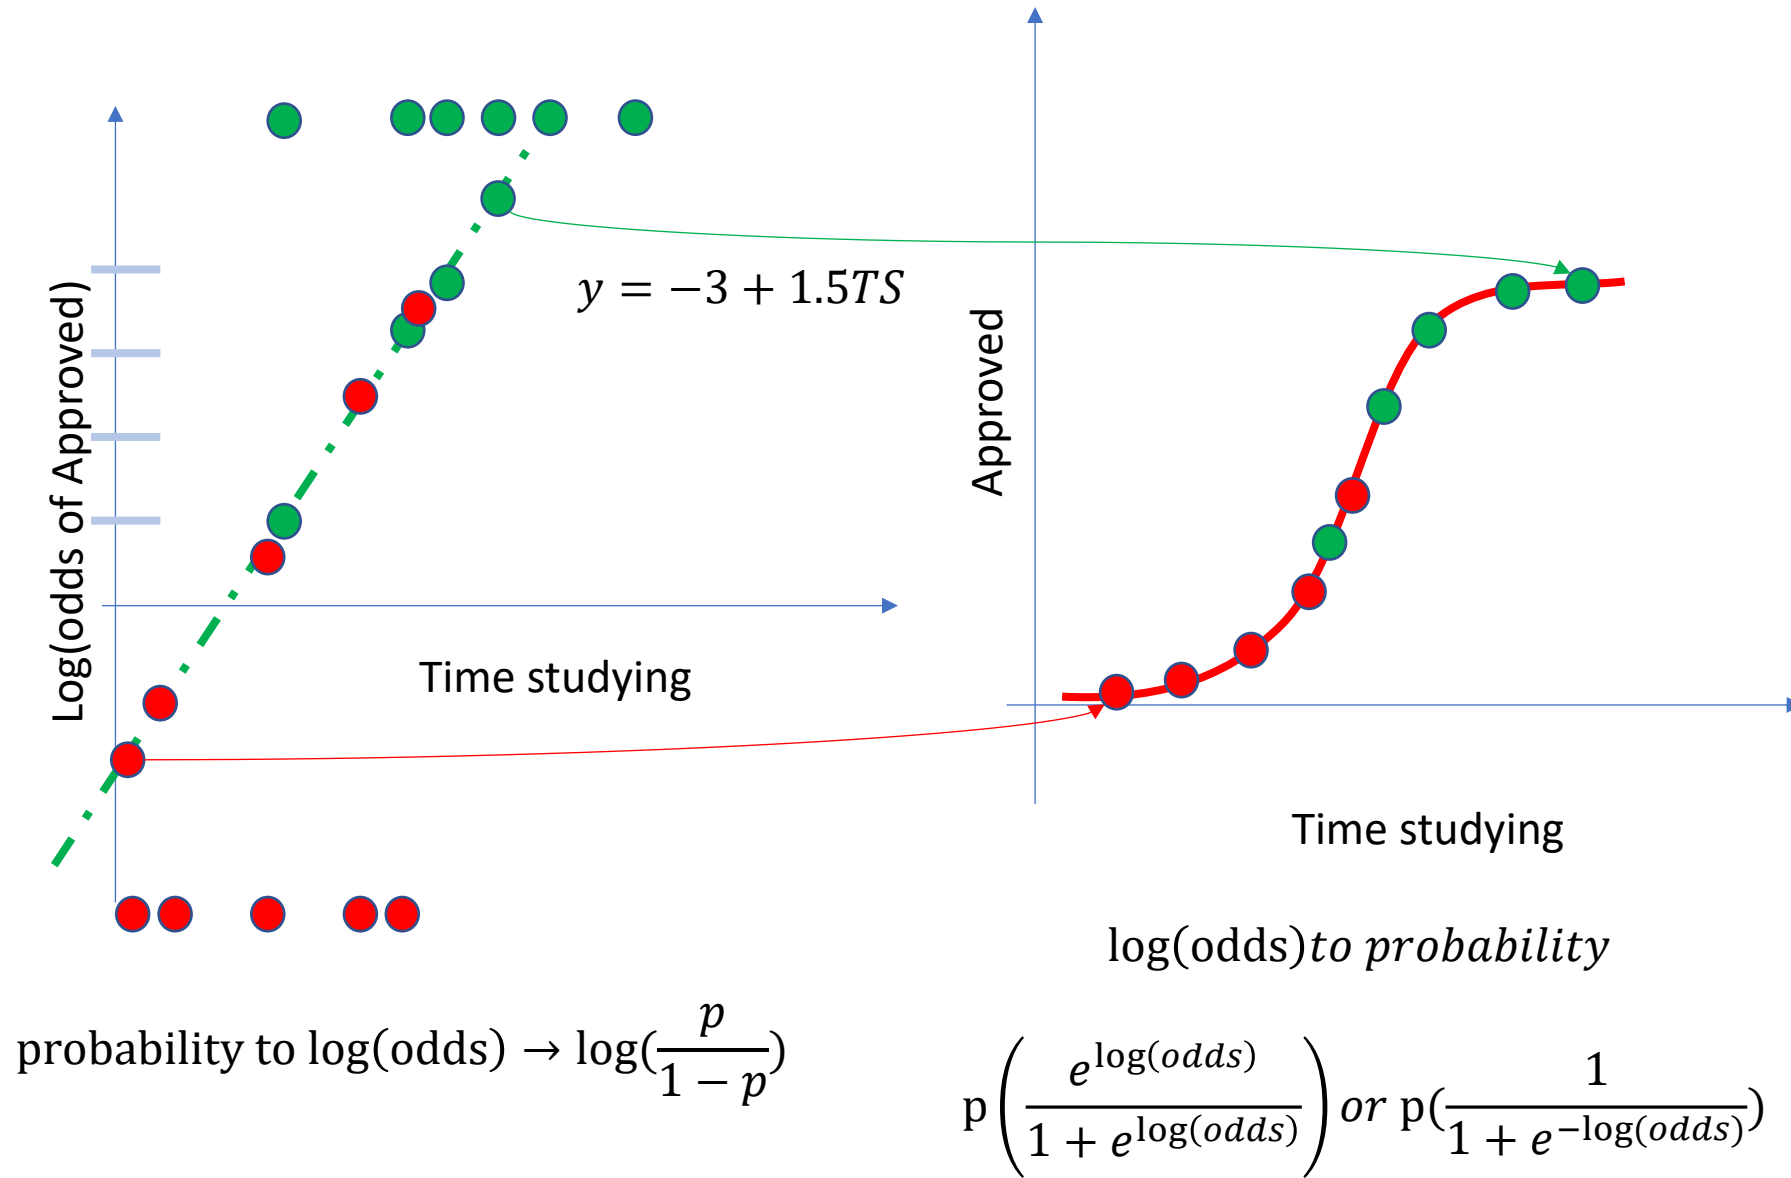 Log(odds of Approved)
y = −3 + 1.5TS
Time studying
Approved
Time studying
probability to log(odds) → log(p/(1 − p))
log(odds)to probability
p(e^log(odds)/(1 + e^log(odds))) or p(1/(1 + e^−log(odds)))